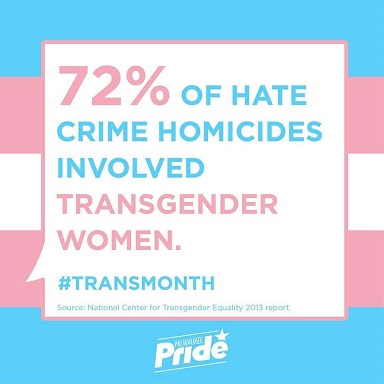 72% OF HATE
CRIME HOMICIDES
INVOLVED
TRANSGENDER
WOMEN.
#TRANSMONTH
Source: National Center for Transgender Equality 2013 report.
MILWAUKEE
Pride